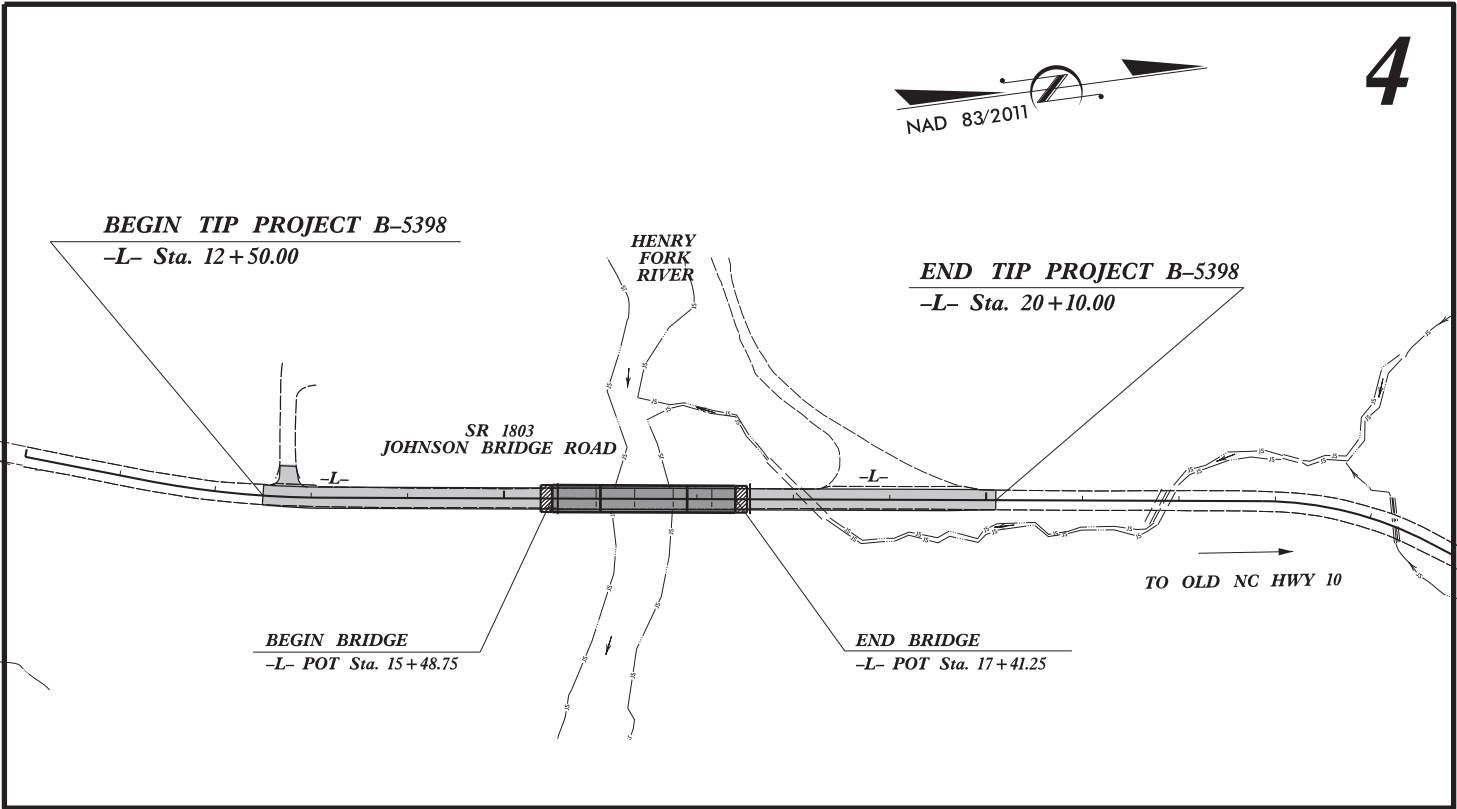 4
NAD 83/2011
BEGIN TIP PROJECT B–5398
–L– Sta. 12+50.00
HENRY
FORK
RIVER
END TIP PROJECT B–5398
–L– Sta. 20+10.00
SR 1803
JOHNSON BRIDGE ROAD
–L–
–L–
TO OLD NC HWY 10
BEGIN BRIDGE
–L– POT Sta. 15+48.75
END BRIDGE
–L– POT Sta. 17+41.25